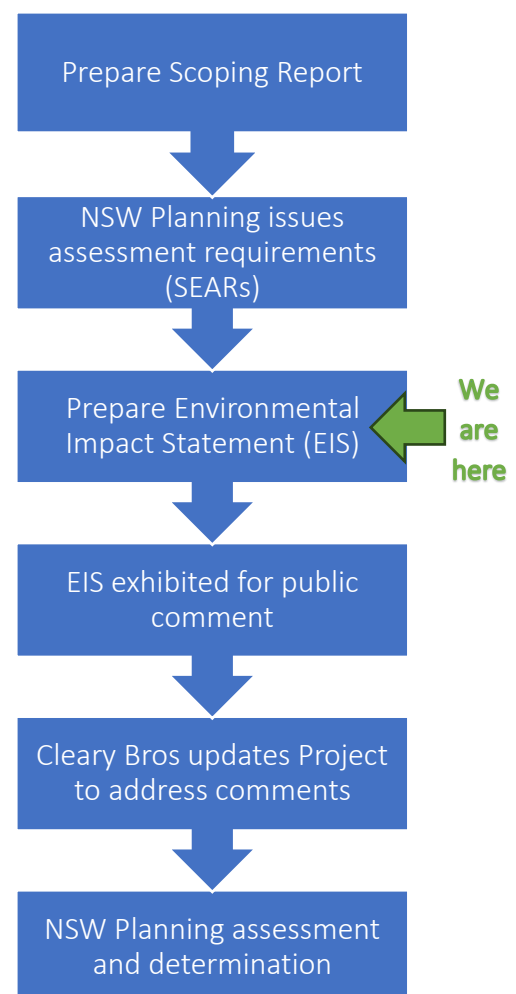 Prepare Scoping Report
NSW Planning issues
assessment requirements
(SEARs)
Prepare Environmental
Impact Statement (EIS)
We
are
here
EIS exhibited for public
comment
Cleary Bros updates Project
to address comments
NSW Planning assessment
and determination